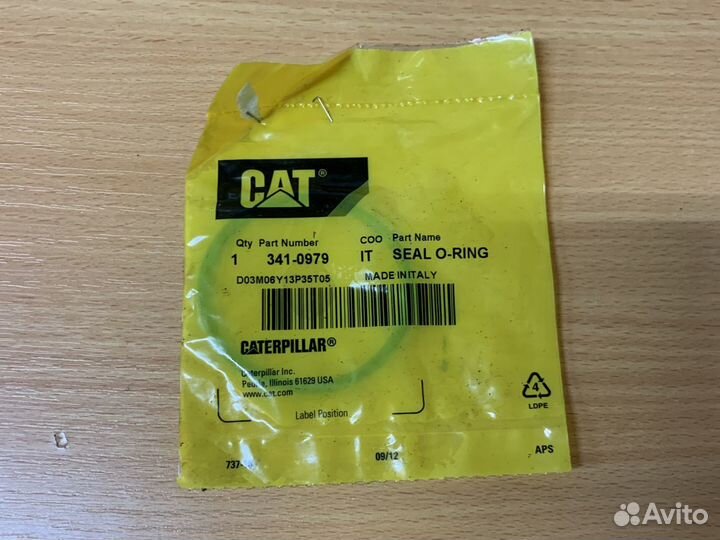 CAT®
Qty Part Number COO Part Name
1 341-0979 IT SEAL O-RING
D03M06Y13P35T05 MADE IN ITALY
CATERPILLAR®
Caterpillar Inc.
Peoria, Illinois 61629 USA
www.cat.com
Label Position
4
LDPE
09/12
APS
Avito